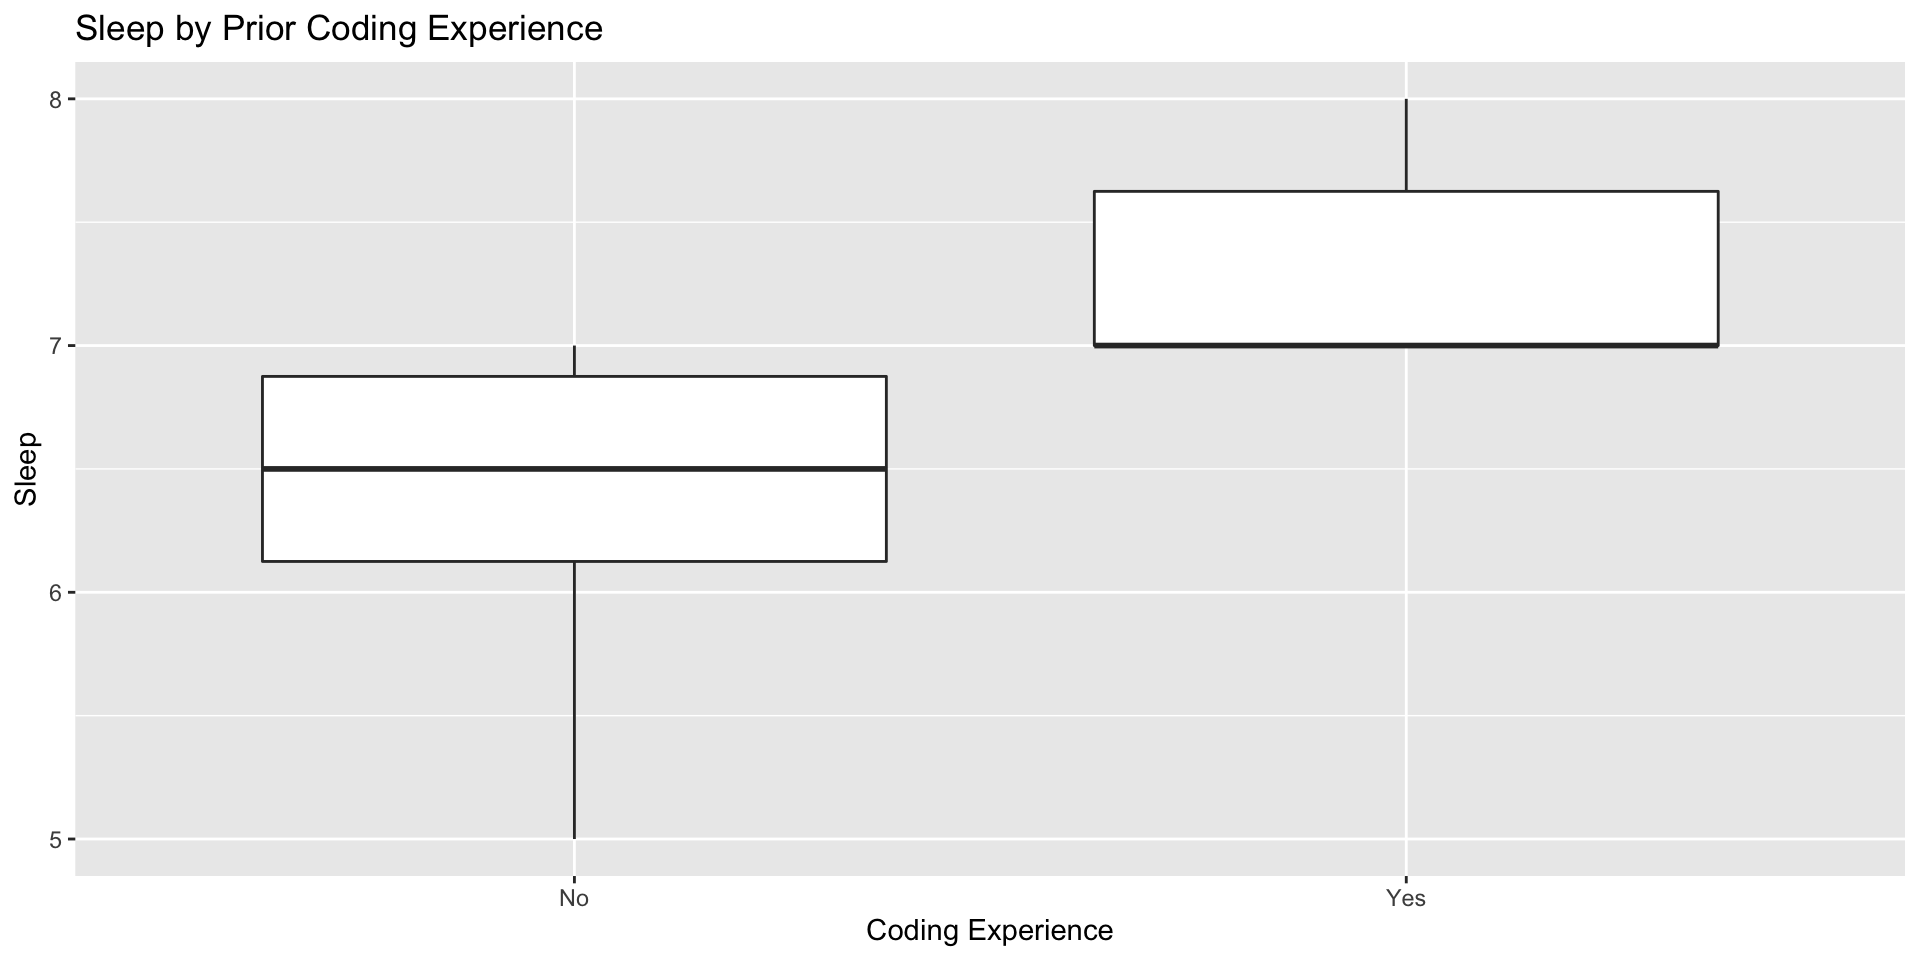 Sleep by Prior Coding Experience
8
7
6
5
Sleep
No
Yes
Coding Experience